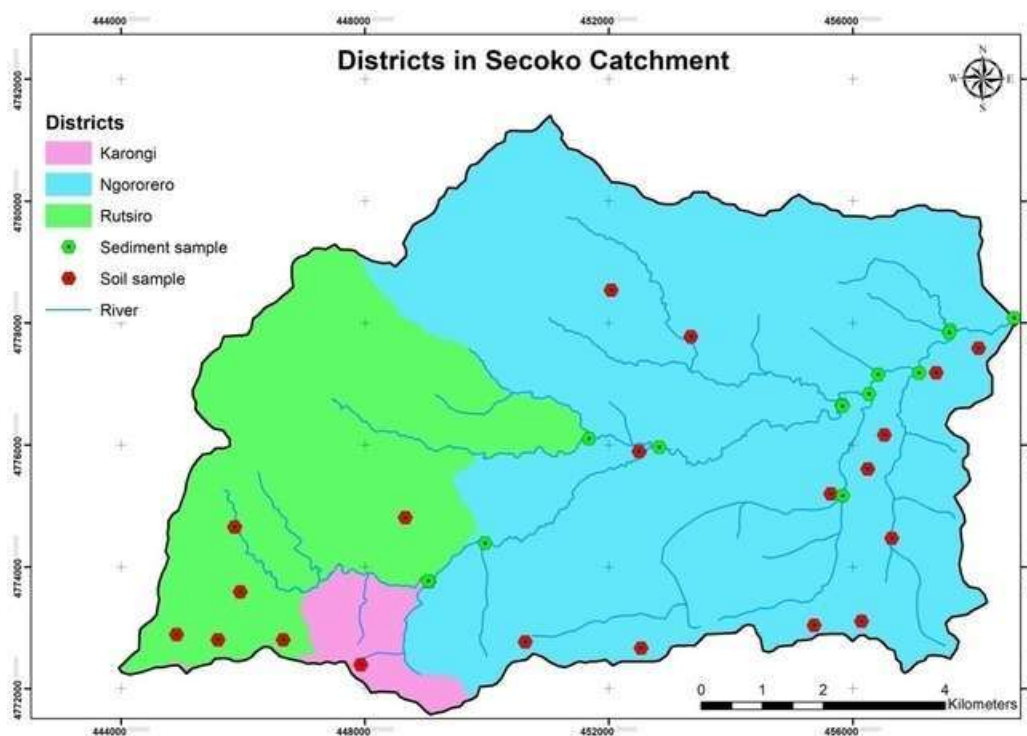 444000 448000 452000 456000
Districts in Secoko Catchment
N
W E
S
Districts
Karongi
Ngororero
Rutsiro
Sediment sample
Soil sample
River
4782000
4780000
4778000
4776000
4774000
4772000
0 1 2 4
Kilometers
444000 448000 452000 456000